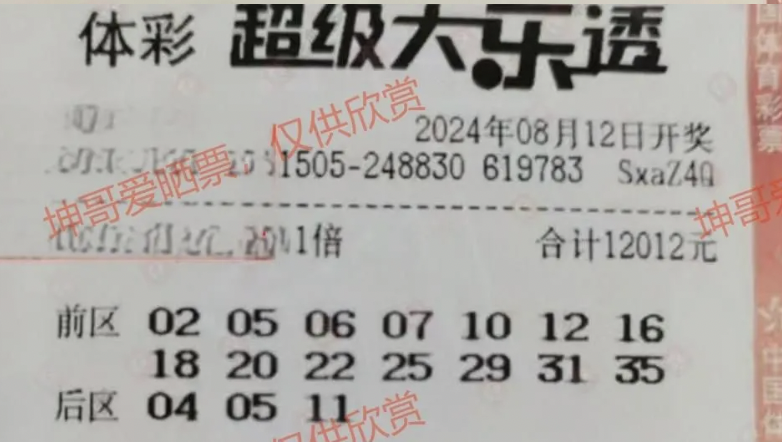 体彩 超级大乐透
2024年08月12日开奖
1505-248830 619783 SxaZ4Q
1倍 合计12012元
前区 02 05 06 07 10 12 16
18 20 22 25 29 31 35
后区 04 05 11
坤哥爱晒票，仅供欣赏
坤哥爱
仅供欣赏
国体育彩票
中国体